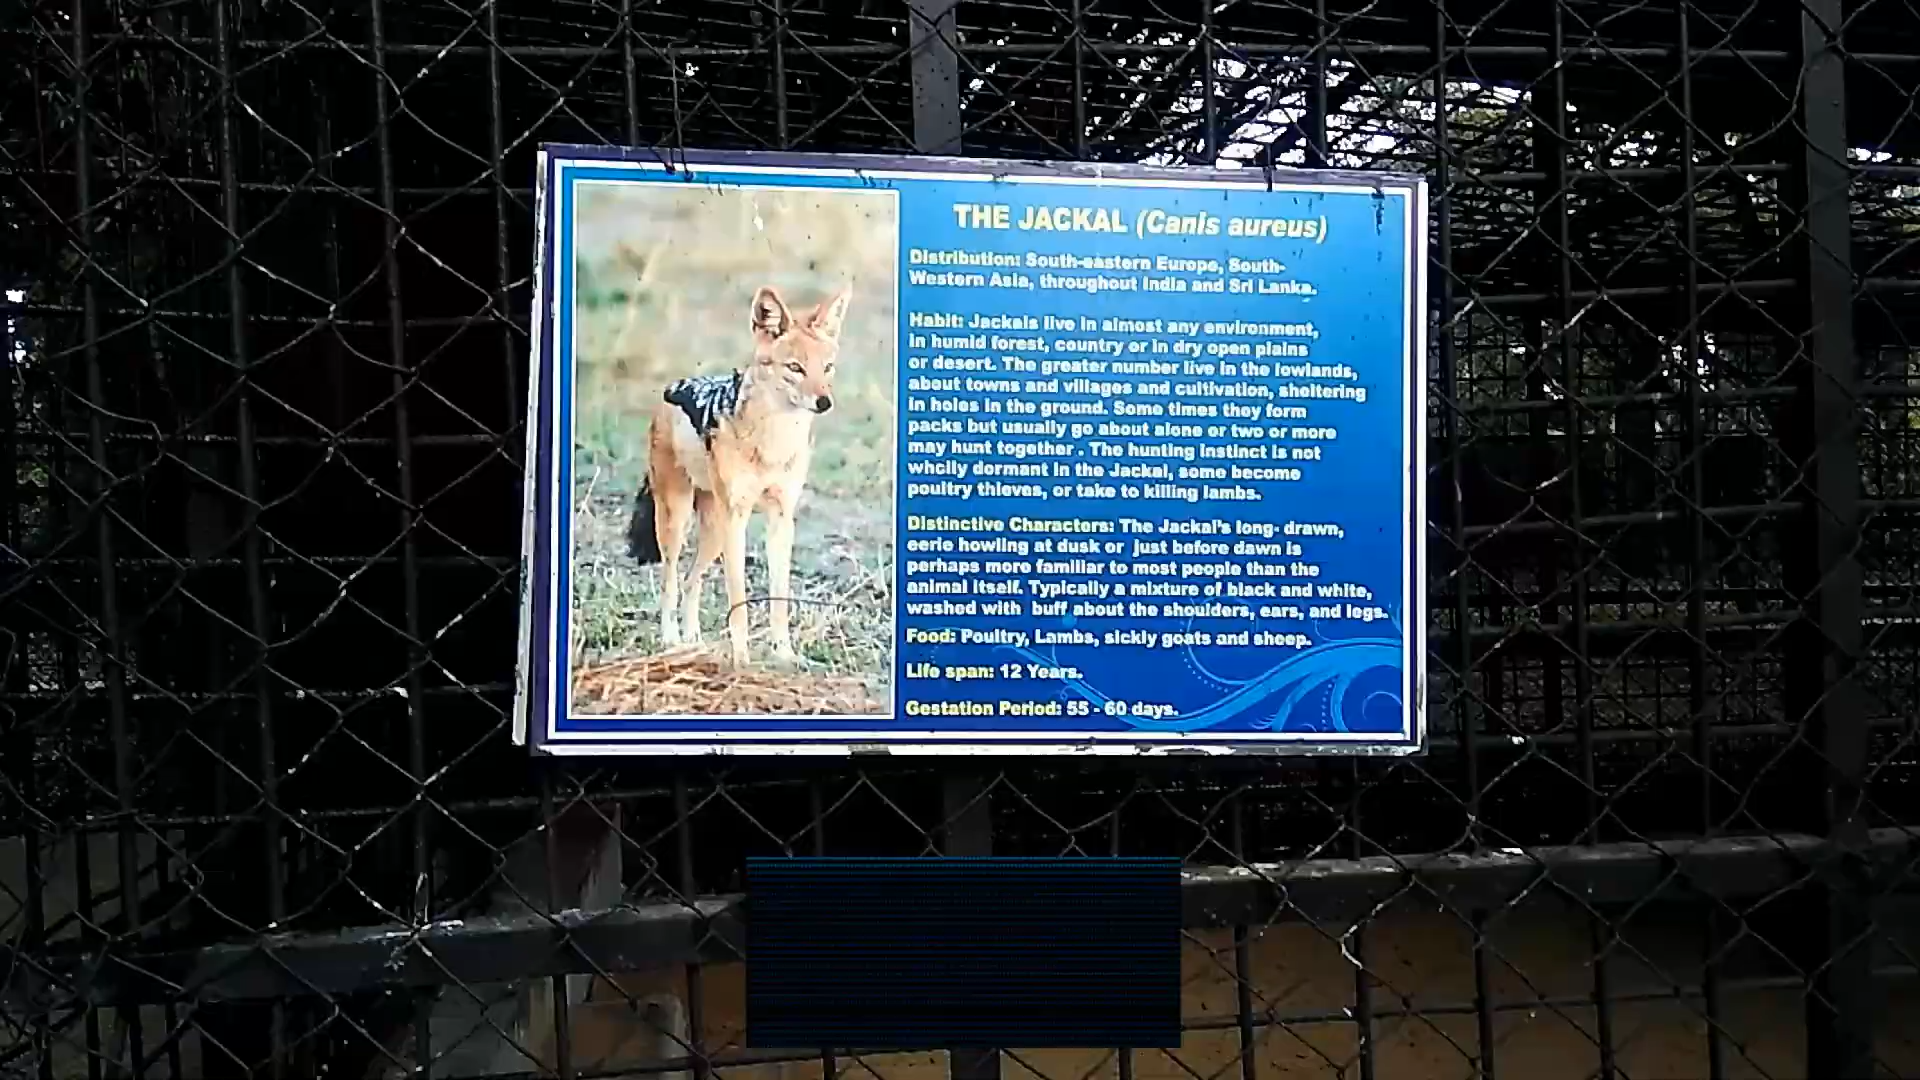 THE JACKAL (Canis aureus)
Distribution: South-eastern Europe, South-
Western Asia, throughout India and Sri Lanka.
Habit: Jackals live in almost any environment,
in humid forest, country or in dry open plains
or desert. The greater number live in the lowlands,
about towns and villages and cultivation, sheltering
in holes in the ground. Some times they form
packs but usually go about alone or two or more
may hunt together . The hunting instinct is not
wholly dormant in the Jackal, some become
poultry thieves, or take to killing lambs.
Distinctive Characters: The Jackal's long- drawn,
eerie howling at dusk or just before dawn is
perhaps more familiar to most people than the
animal itself. Typically a mixture of black and white,
washed with buff about the shoulders, ears, and legs.
Food: Poultry, Lambs, sickly goats and sheep.
Life span: 12 Years.
Gestation Period: 55 - 60 days.